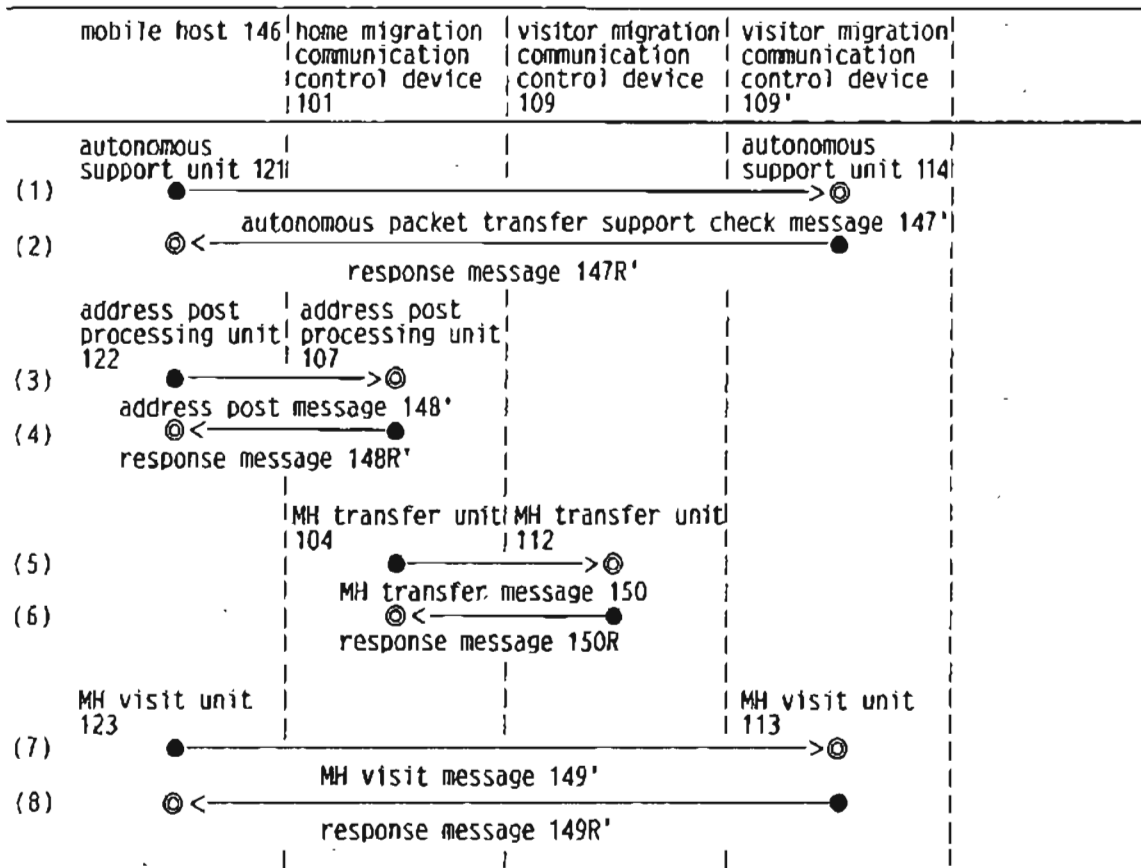 mobile host 146
home migration
communication
control device
101
visitor migration
communication
control device
109
visitor migration
communication
control device
109'
autonomous
support unit 121
autonomous
support unit 114
(1)
autonomous packet transfer support check message 147'
(2)
response message 147R'
address post
processing unit
122
address post
processing unit
107
(3)
address post message 148'
(4)
response message 148R'
MH transfer unit
104
MH transfer unit
112
(5)
MH transfer message 150
(6)
response message 150R
MH visit unit
123
MH visit unit
113
(7)
MH visit message 149'
(8)
response message 149R'